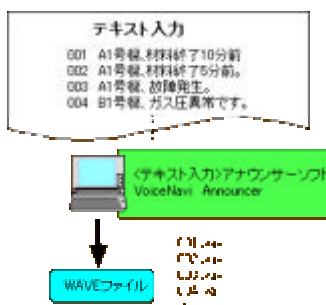 テキスト入力
001 A1号機、材料終了10分前
002 A1号機、材料終了5分前。
003 A1号機、故障発生。
004 B1号機、ガス圧異常です。
<テキスト入力>アナウンサーソフト
VoiceNavi Announcer
WAVEファイル